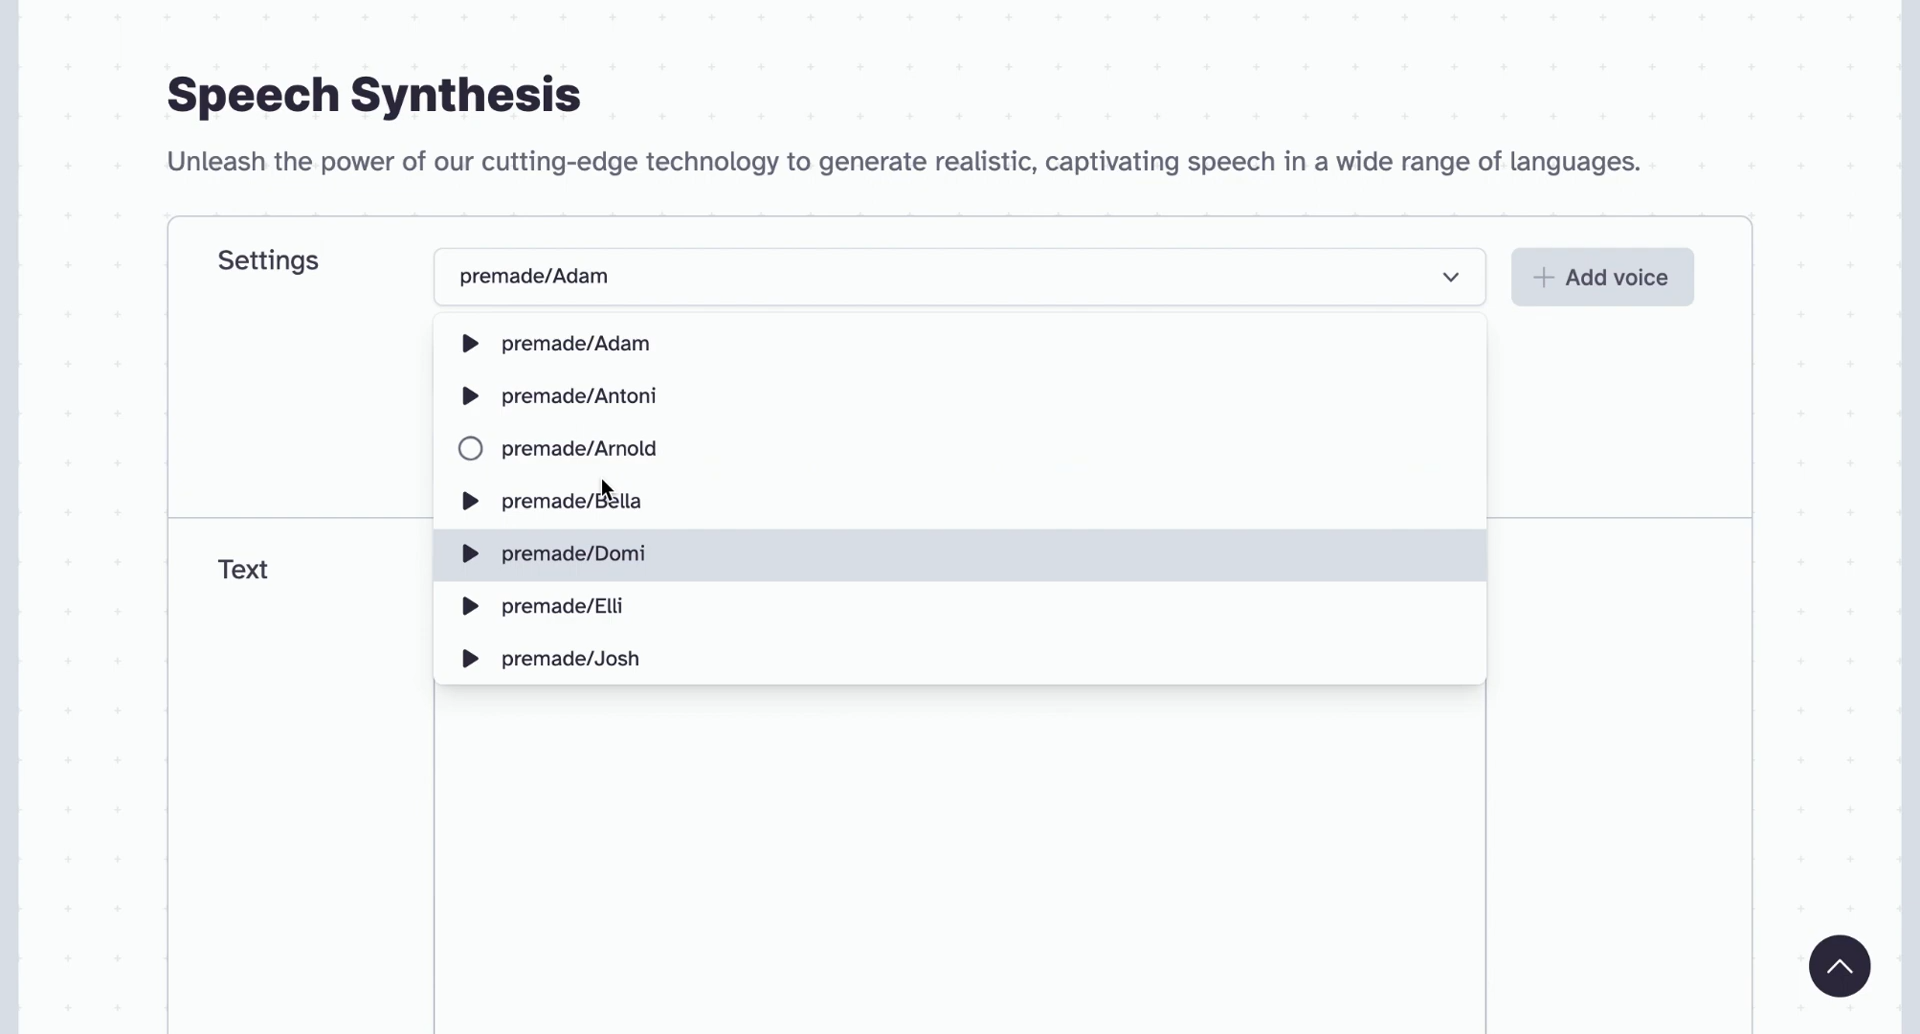 Speech Synthesis
Unleash the power of our cutting-edge technology to generate realistic, captivating speech in a wide range of languages.
Settings
premade/Adam
Add voice
premade/Adam
premade/Antoni
premade/Arnold
premade/Bella
premade/Domi
Text
premade/Elli
premade/Josh